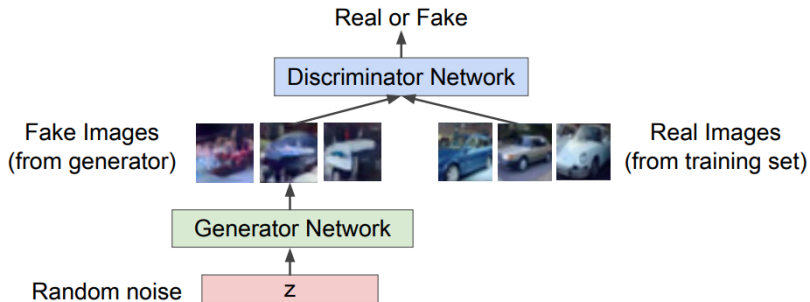 Real or Fake
Discriminator Network
Fake Images
(from generator)
Real Images
(from training set)
Generator Network
Random noise
z